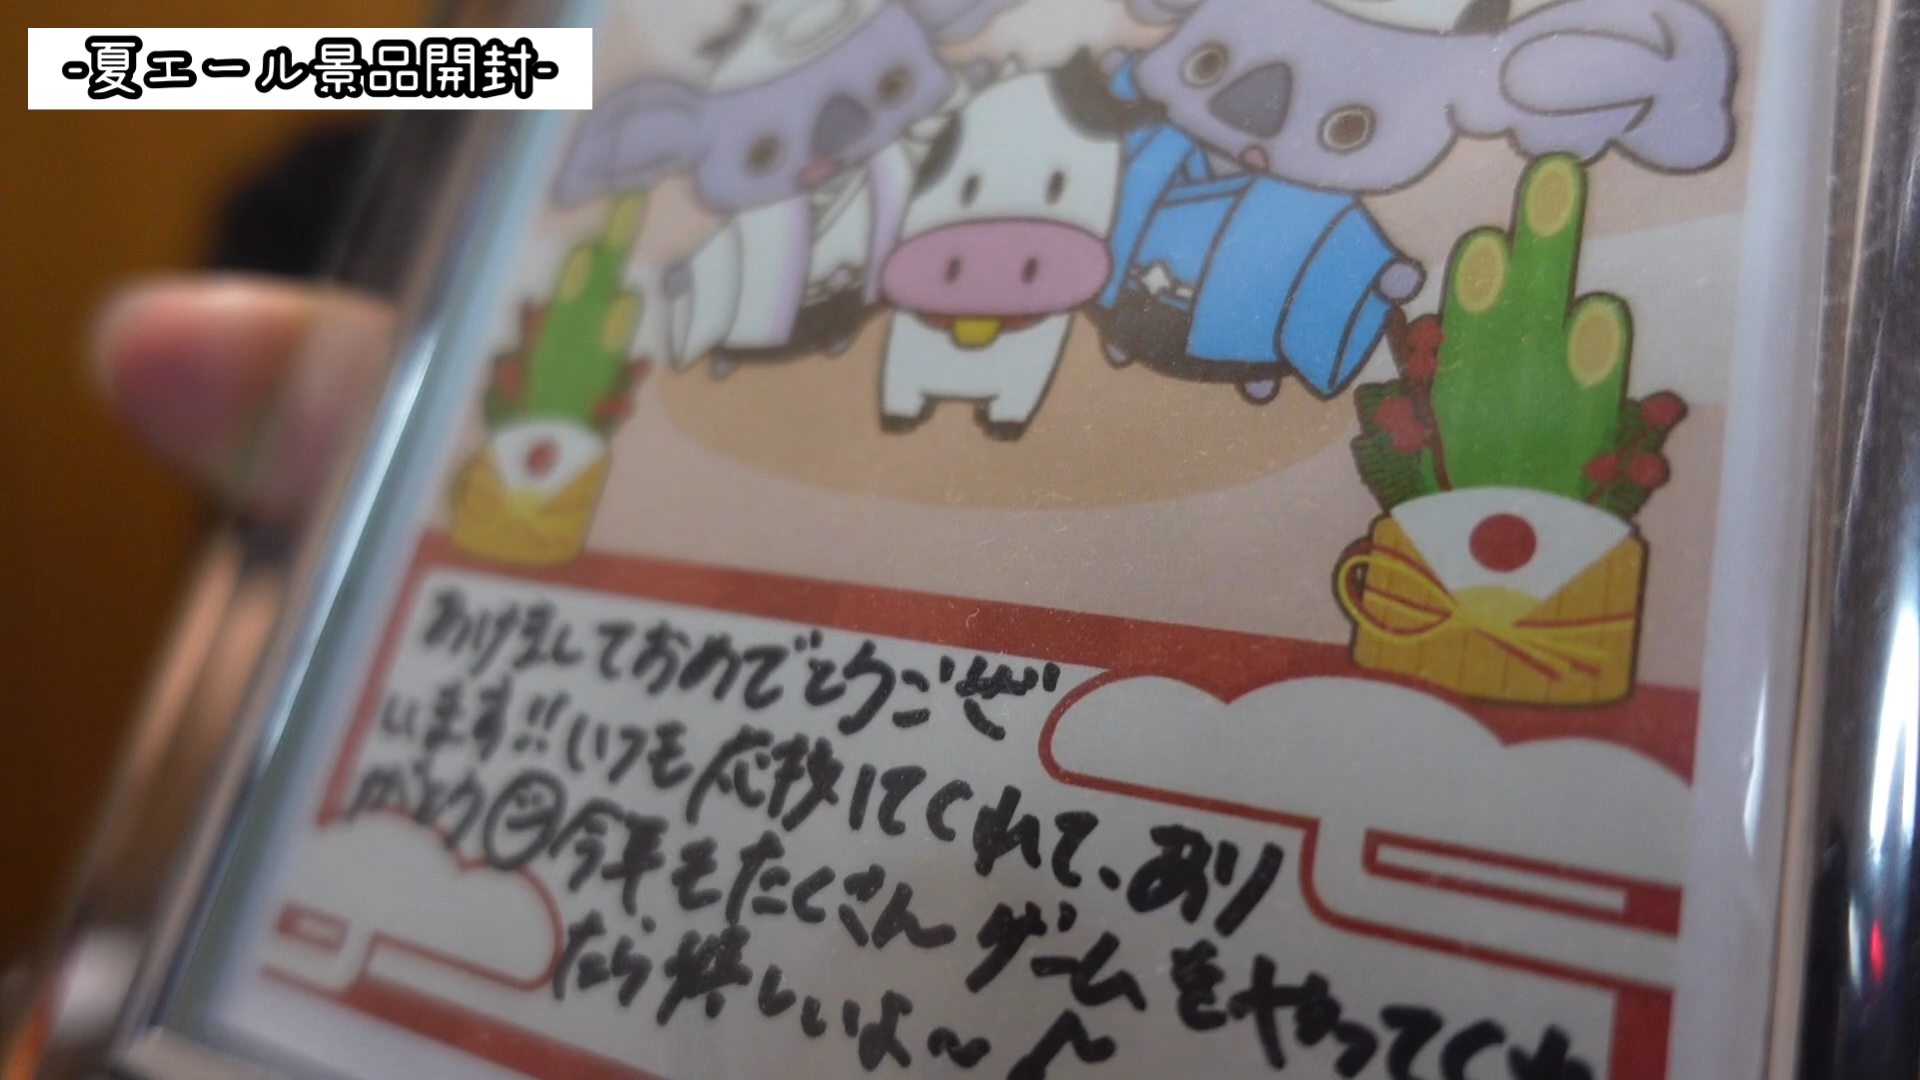 -夏エール景品開封-
あけましておめでとうござ
います!!いつも応援してくれて、あり
がとう今年もたくさんゲームをやってくれ
たら嬉しいよ〜♪